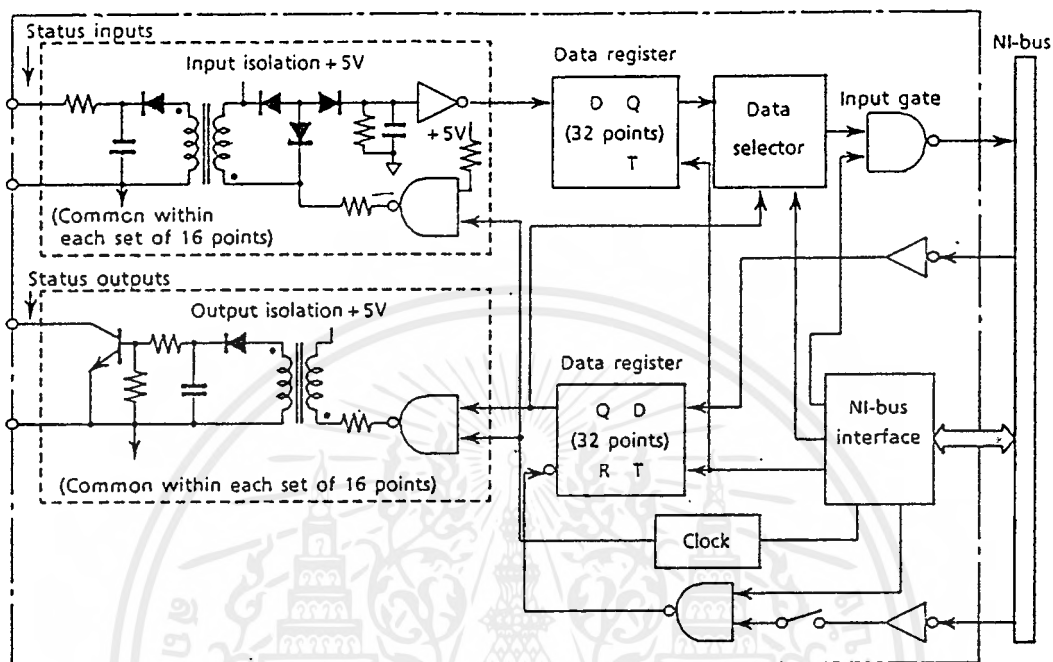 Status inputs
Input isolation + 5V
+ 5V
(Common within
each set of 16 points)
Data register
D Q
(32 points)
T
Data
selector
Input gate
NI-bus
Status outputs
Output isolation + 5V
(Common within each set of 16 points)
Data register
Q D
(32 points)
R T
NI-bus
interface
Clock